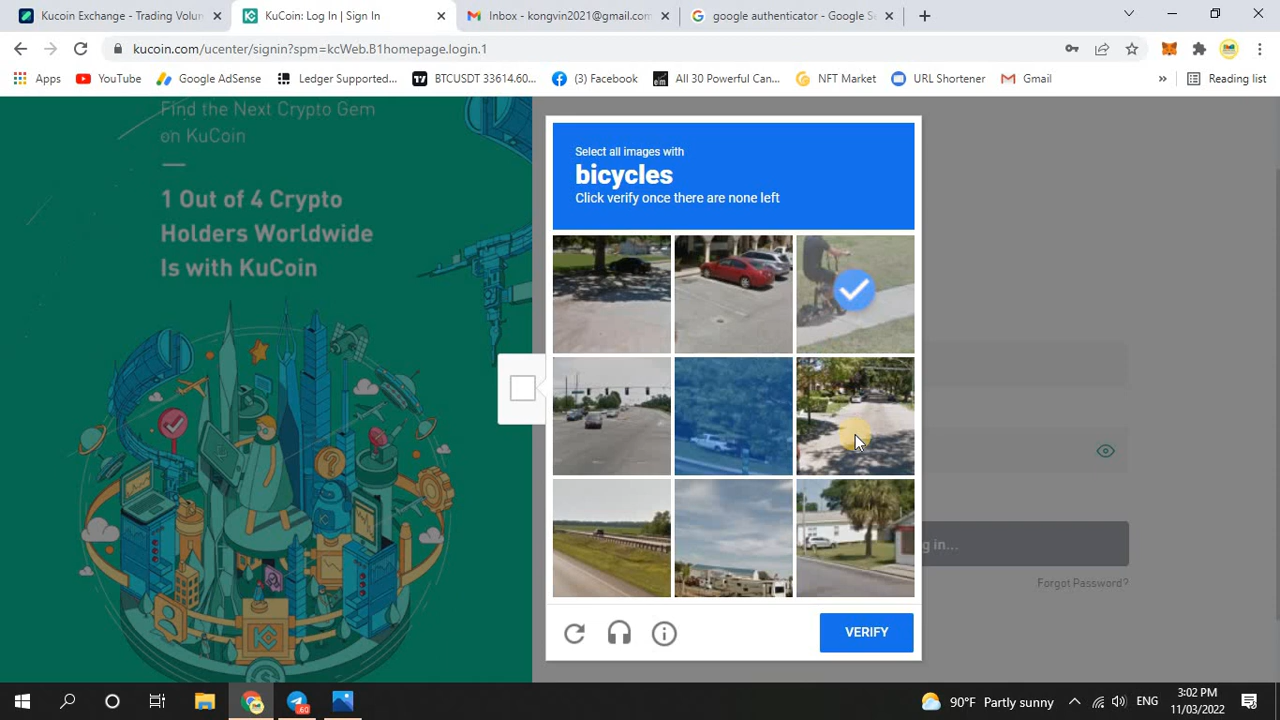 Kucoin Exchange - Trading Volu
KuCoin: Log In | Sign In
Inbox - kongvin2021@gmail.com
google authenticator - Google Se
kucoin.com/ucenter/signin?spm=kcWeb.B1homepage.login.1
Apps
YouTube
Google AdSense
Ledger Supported...
BTCUSDT 33614.60...
(3) Facebook
All 30 Powerful Can...
NFT Market
URL Shortener
Gmail
»
Reading list
Find the Next Crypto Gem
on KuCoin
1 Out of 4 Crypto
Holders Worldwide
Is with KuCoin
Select all images with
bicycles
Click verify once there are none left
g in...
Forgot Password?
VERIFY
.60
90°F Partly sunny
ENG
3:02 PM
11/03/2022